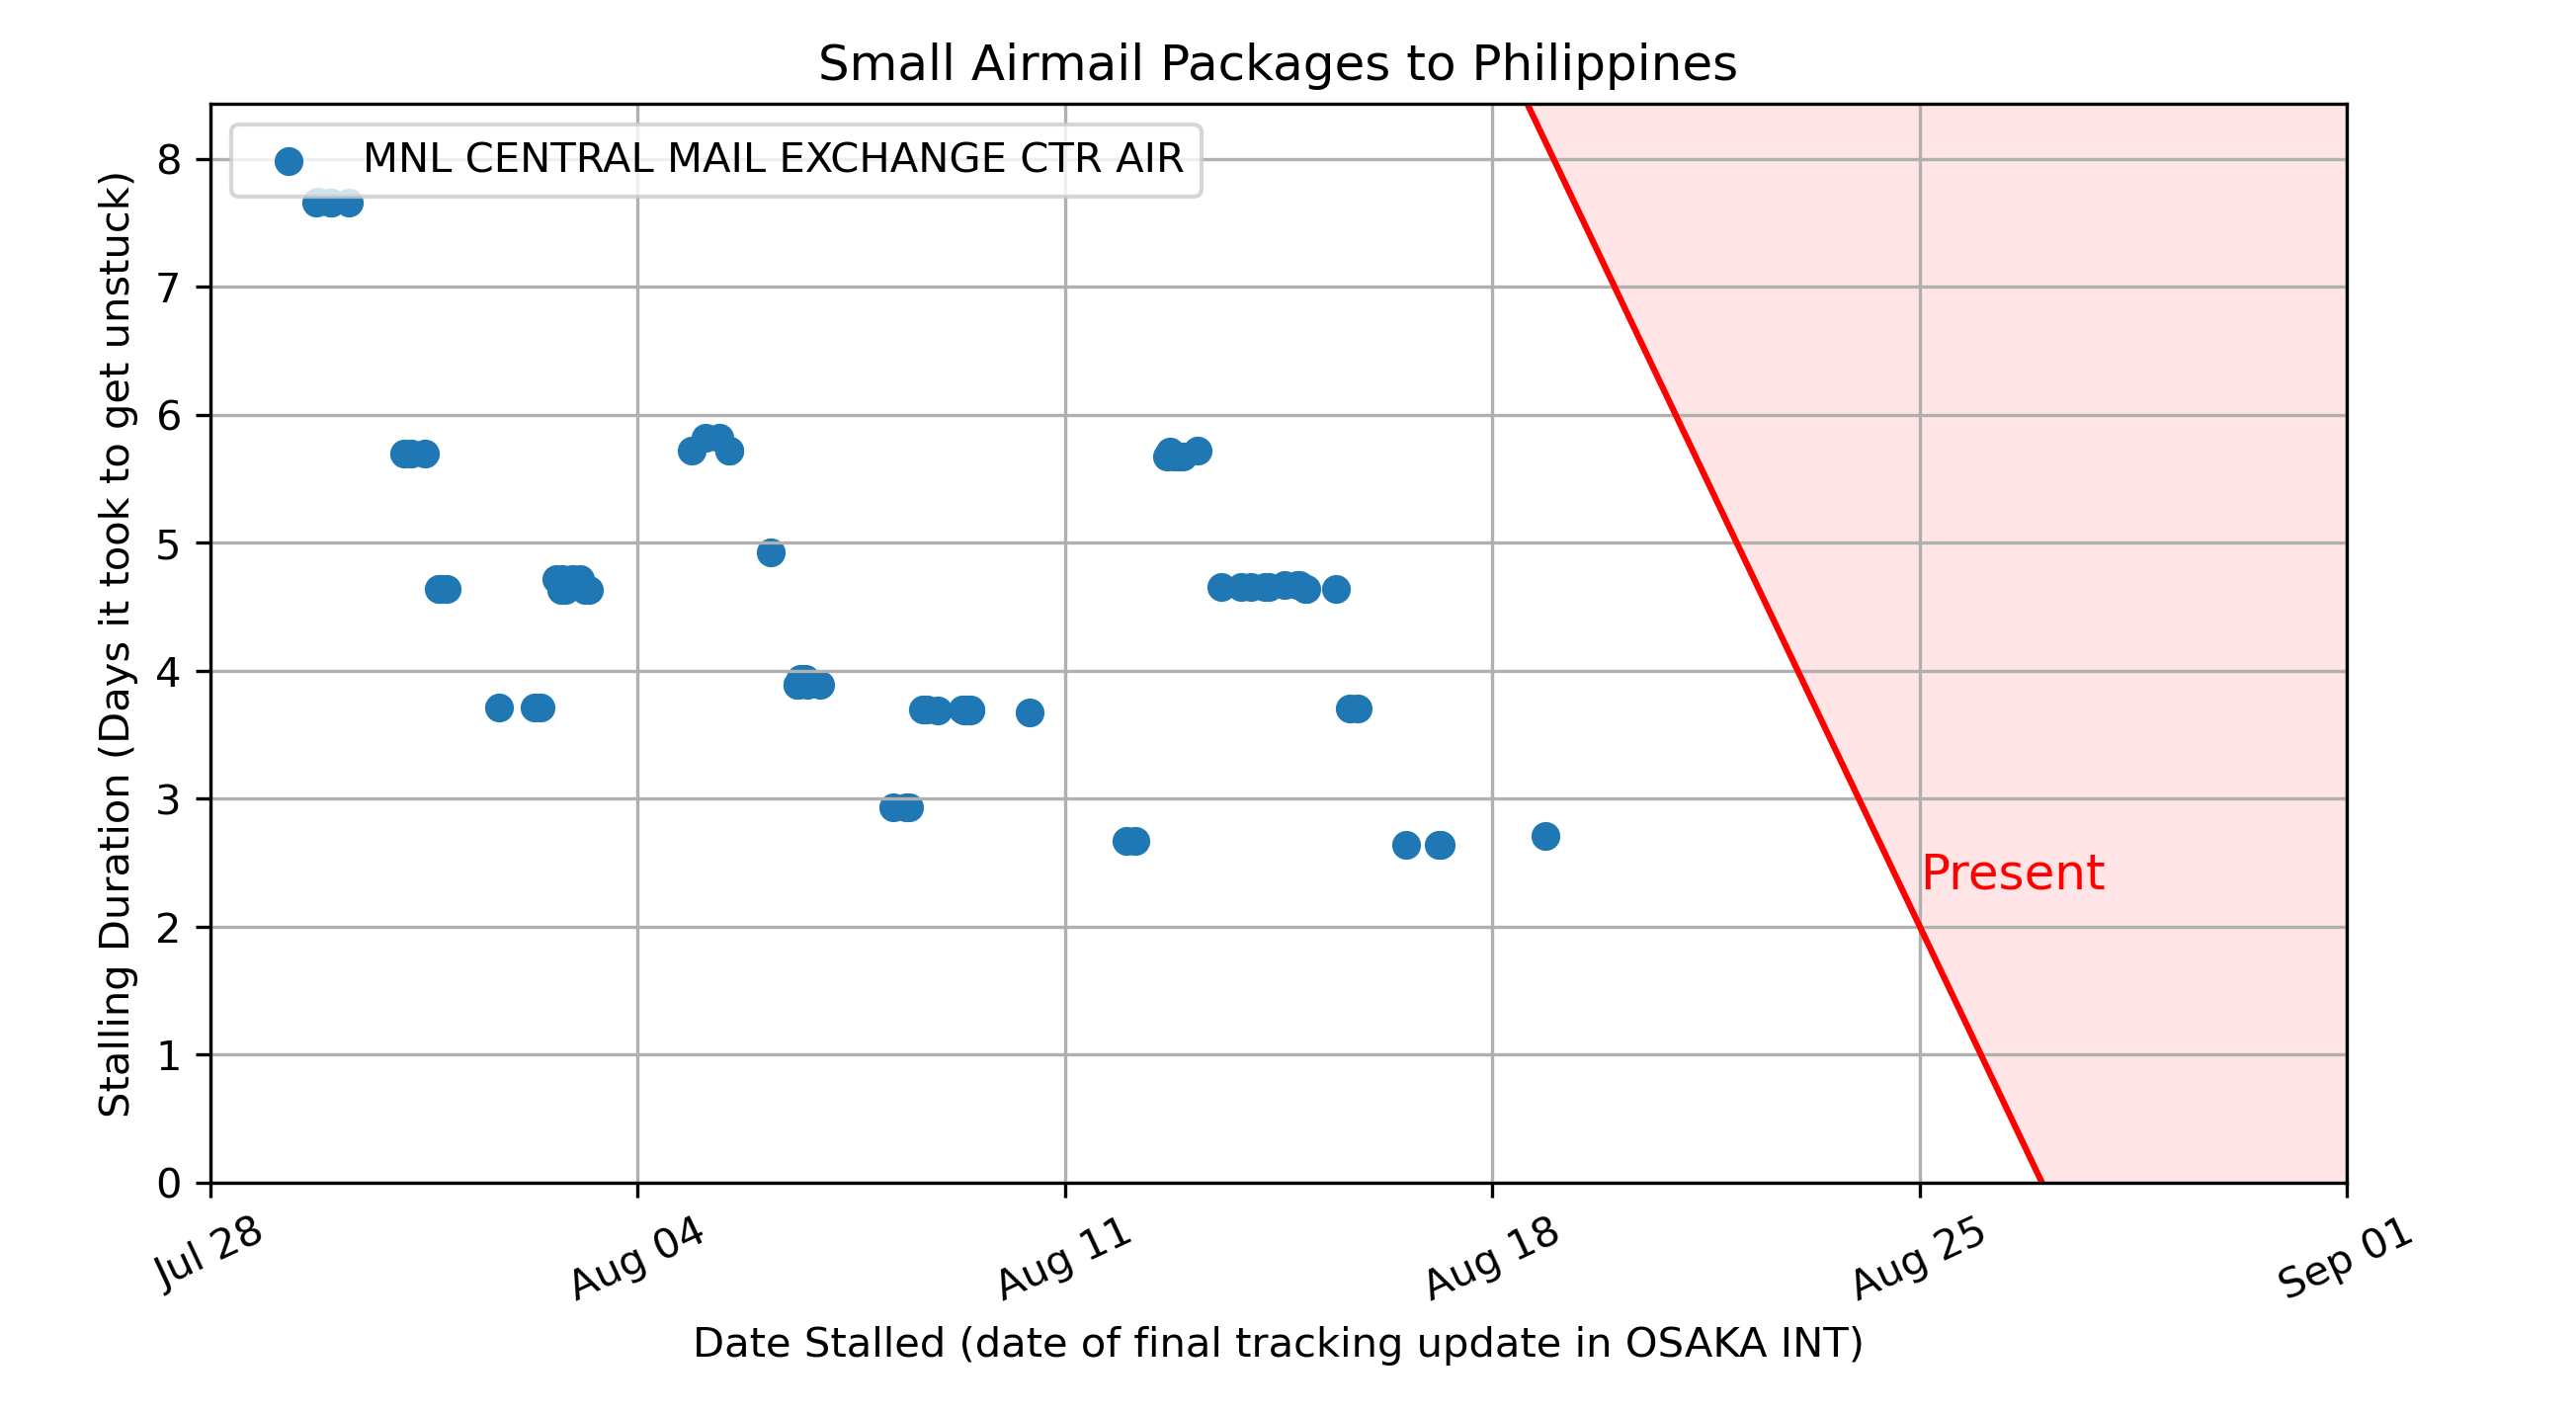 Small Airmail Packages to Philippines
MNL CENTRAL MAIL EXCHANGE CTR AIR
Stalling Duration (Days it took to get unstuck)
8
7
6
5
4
3
2
1
0
Present
Jul 28
Aug 04
Aug 11
Aug 18
Aug 25
Sep 01
Date Stalled (date of final tracking update in OSAKA INT)